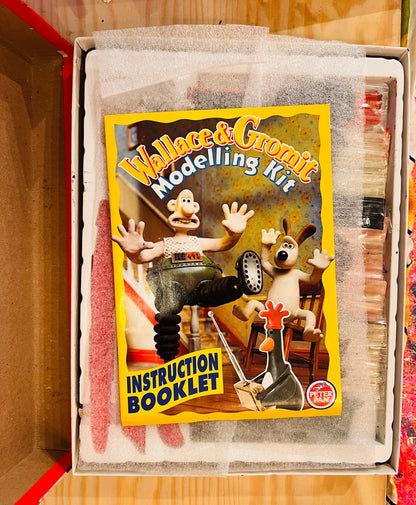 Wallace & Gromit
Modelling Kit
INSTRUCTION
BOOKLET
PETER
PAN